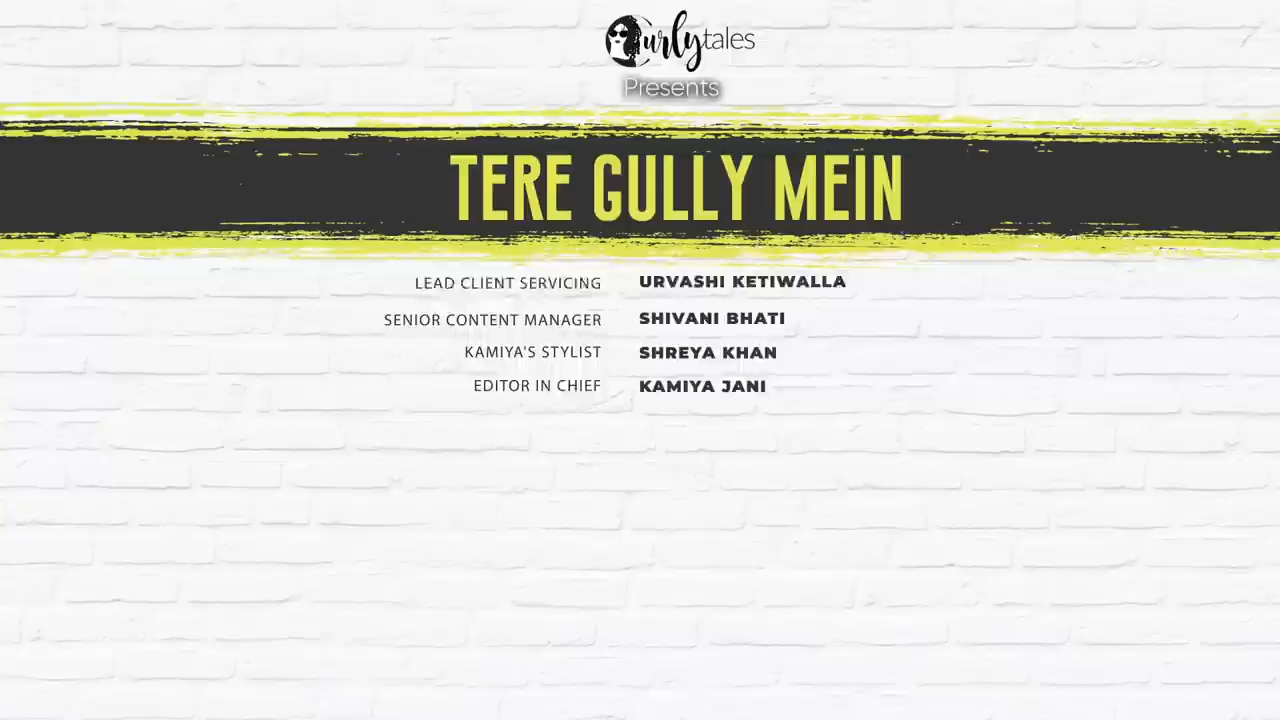 Curlytales
Presents
TERE GULLY MEIN
LEAD CLIENT SERVICING URVASHI KETIWALLA
SENIOR CONTENT MANAGER SHIVANI BHATI
KAMIYA'S STYLIST SHREYA KHAN
EDITOR IN CHIEF KAMIYA JANI